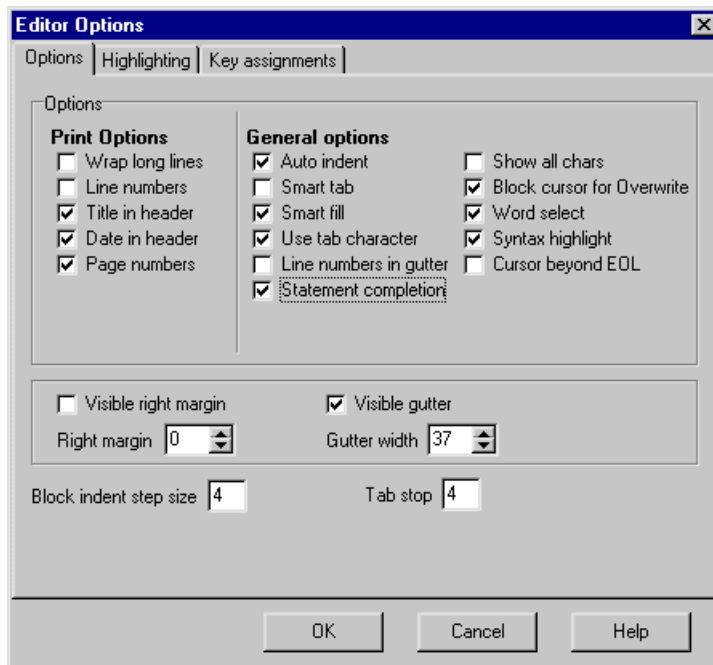 Editor Options
Options Highlighting Key assignments
Options
Print Options
Wrap long lines
Line numbers
Title in header
Date in header
Page numbers
General options
Auto indent
Smart tab
Smart fill
Use tab character
Line numbers in gutter
Statement completion
Show all chars
Block cursor for Overwrite
Word select
Syntax highlight
Cursor beyond EOL
Visible right margin
Visible gutter
Right margin 0
Gutter width 37
Block indent step size 4
Tab stop 4
OK Cancel Help